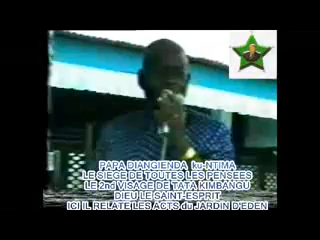 PAPA DIANGIENDA ku-NTIMA
LE SIEGE DE TOUTES LES PENSEES
LE 2nd VISAGE DE TATA KIMBANGU
DIEU LE SAINT-ESPRIT
ICI IL RELATE LES ACTS du JARDIN D'EDEN